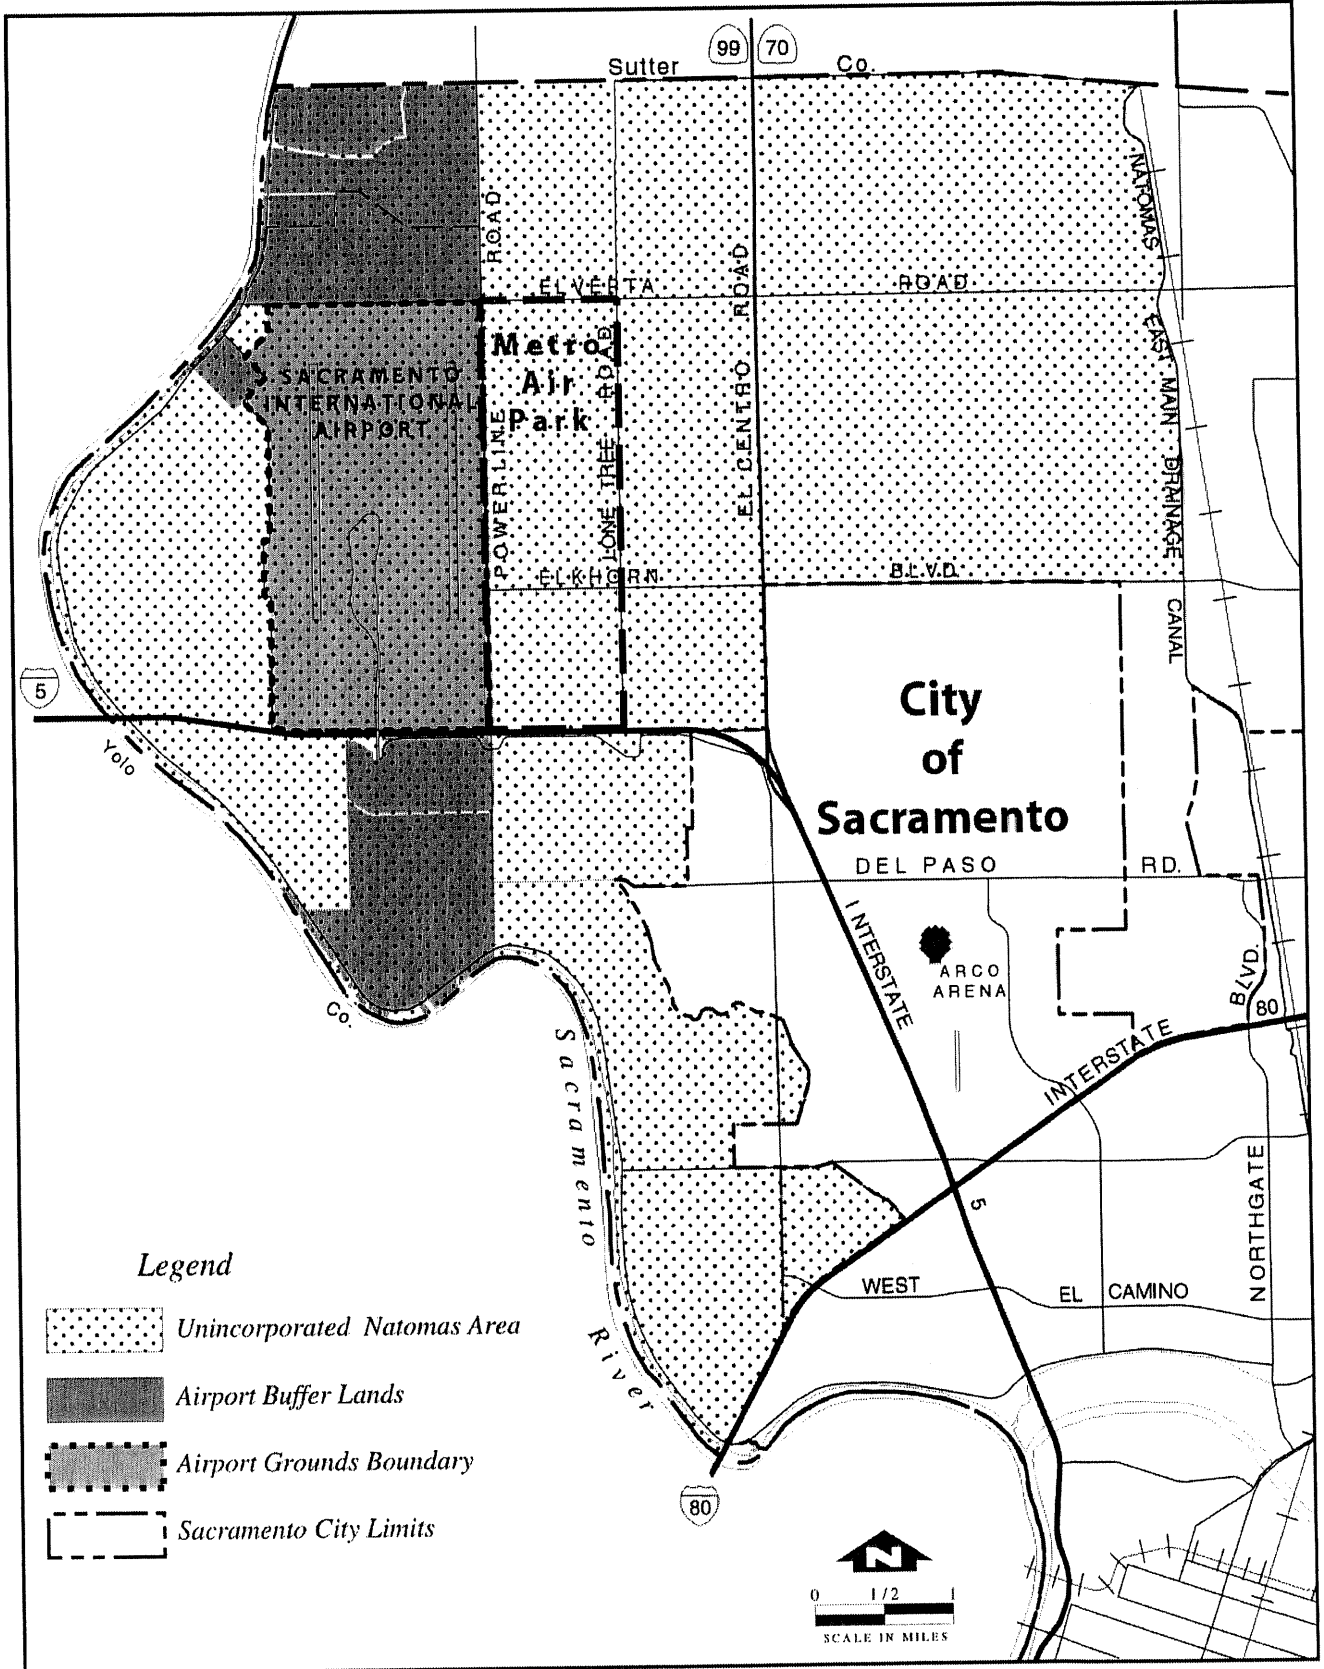 99 70
Sutter Co.
NATOMAS EAST MAIN DRAINAGE CANAL
POWERLINE ROAD
ELVERTA ROAD
EL CENTRO ROAD
LONE TREE ROAD
Metro
Air
Park
SACRAMENTO
INTERNATIONAL
AIRPORT
ELKHORN BLVD.
5
Yolo Co.
City
of
Sacramento
DEL PASO RD.
INTERSTATE 5
ARCO
ARENA
INTERSTATE 80
NORTHGATE BLVD.
Sacramento River
WEST EL CAMINO
80
Legend
Unincorporated Natomas Area
Airport Buffer Lands
Airport Grounds Boundary
Sacramento City Limits
N
0 1/2 1
SCALE IN MILES